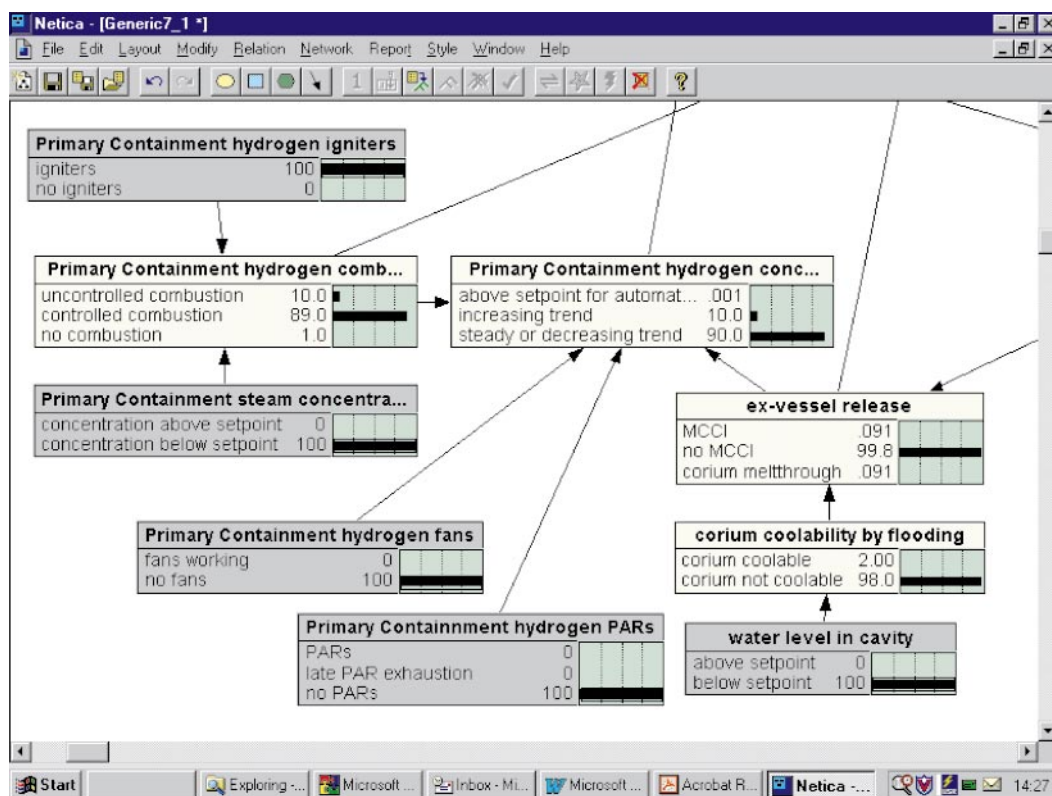 Netica - [Generic7_1 *]
File Edit Layout Modify Relation Network Report Style Window Help
Primary Containment hydrogen igniters
igniters 100
no igniters 0
Primary Containment hydrogen comb...
uncontrolled combustion 10.0
controlled combustion 89.0
no combustion 1.0
Primary Containment hydrogen conc...
above setpoint for automat... .001
increasing trend 10.0
steady or decreasing trend 90.0
Primary Containment steam concentra...
concentration above setpoint 0
concentration below setpoint 100
ex-vessel release
MCCI .091
no MCCI 99.8
corium meltthrough .091
Primary Containment hydrogen fans
fans working 0
no fans 100
corium coolability by flooding
corium coolable 2.00
corium not coolable 98.0
Primary Containnment hydrogen PARs
PARs 0
late PAR exhaustion 0
no PARs 100
water level in cavity
above setpoint 0
below setpoint 100
Start Exploring -... Microsoft ... Inbox - Mi... Microsoft ... Acrobat R... Netica -... 14:27